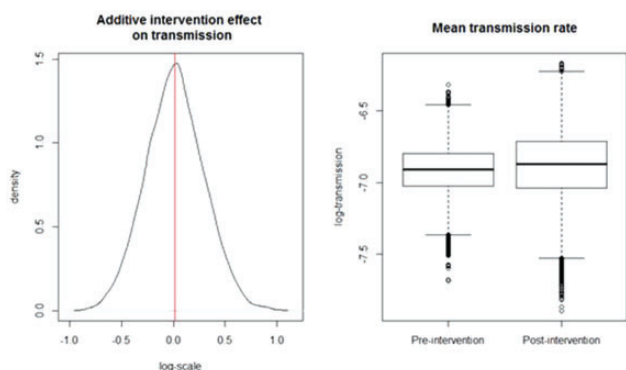 Additive intervention effect
on transmission
density
0.0
0.5
1.0
1.5
-1.0
-0.5
0.0
0.5
1.0
log-scale
Mean transmission rate
log-transmission
-6.5
-7.0
-7.5
Pre-intervention
Post-intervention